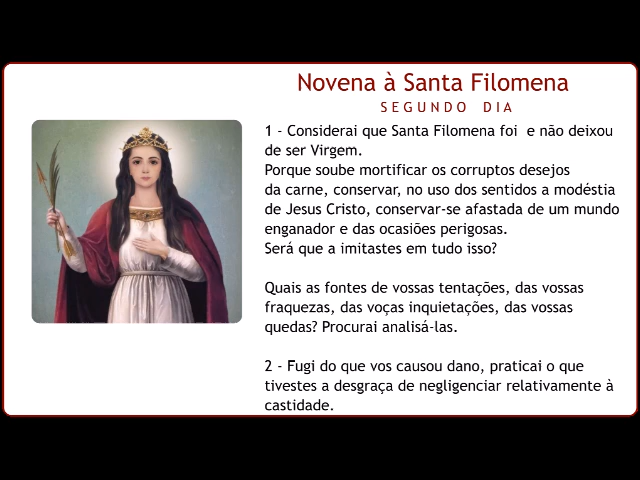 Novena à Santa Filomena
SEGUNDO DIA
1 - Considerai que Santa Filomena foi e não deixou
de ser Virgem.
Porque soube mortificar os corruptos desejos
da carne, conservar, no uso dos sentidos a modéstia
de Jesus Cristo, conservar-se afastada de um mundo
enganador e das ocasiões perigosas.
Será que a imitastes em tudo isso?
Quais as fontes de vossas tentações, das vossas
fraquezas, das voças inquietações, das vossas
quedas? Procurai analisá-las.
2 - Fugi do que vos causou dano, praticai o que
tivestes a desgraça de negligenciar relativamente à
castidade.